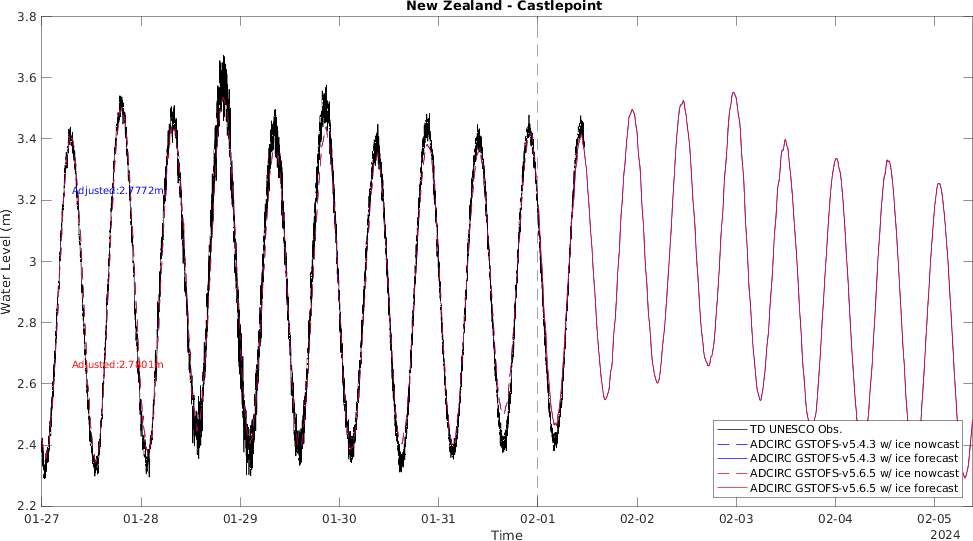 New Zealand - Castlepoint
3.8
3.6
3.4
3.2
3
2.8
2.6
2.4
2.2
Water Level (m)
Adjusted:2.7772m
Adjusted:2.7801m
TD UNESCO Obs.
ADCIRC GSTOFS-v5.4.3 w/ ice nowcast
ADCIRC GSTOFS-v5.4.3 w/ ice forecast
ADCIRC GSTOFS-v5.6.5 w/ ice nowcast
ADCIRC GSTOFS-v5.6.5 w/ ice forecast
01-27 01-28 01-29 01-30 01-31 02-01 02-02 02-03 02-04 02-05
Time 2024